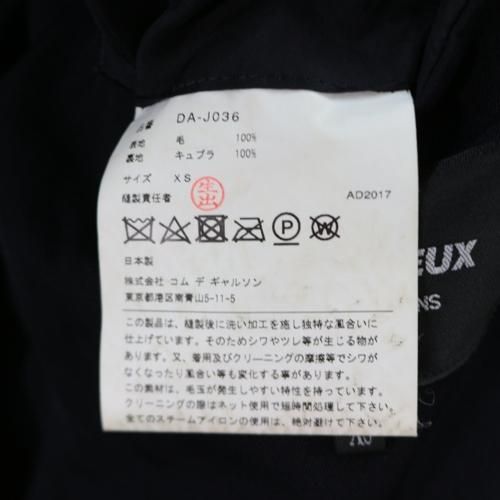 品番 DA-J036
表地 毛 100%
裏地 キュプラ 100%
サイズ XS
縫製責任者 生出
AD2017
P W
日本製
株式会社 コム デ ギャルソン
東京都港区南青山5-11-5
この製品は、縫製後に洗い加工を施し独特な風合いに
仕上げています。そのためシワやツレ等が生じる物が
あります。又、着用及びクリーニングの摩擦等でシワが
なくなったり風合い等も変化する事があります。
この素材は、毛玉が発生しやすい特性を持っています。
クリーニングの際はネット使用で短時間処理して下さい。
全てのスチームアイロンの使用は、絶対避けて下さい。
EUX
NS